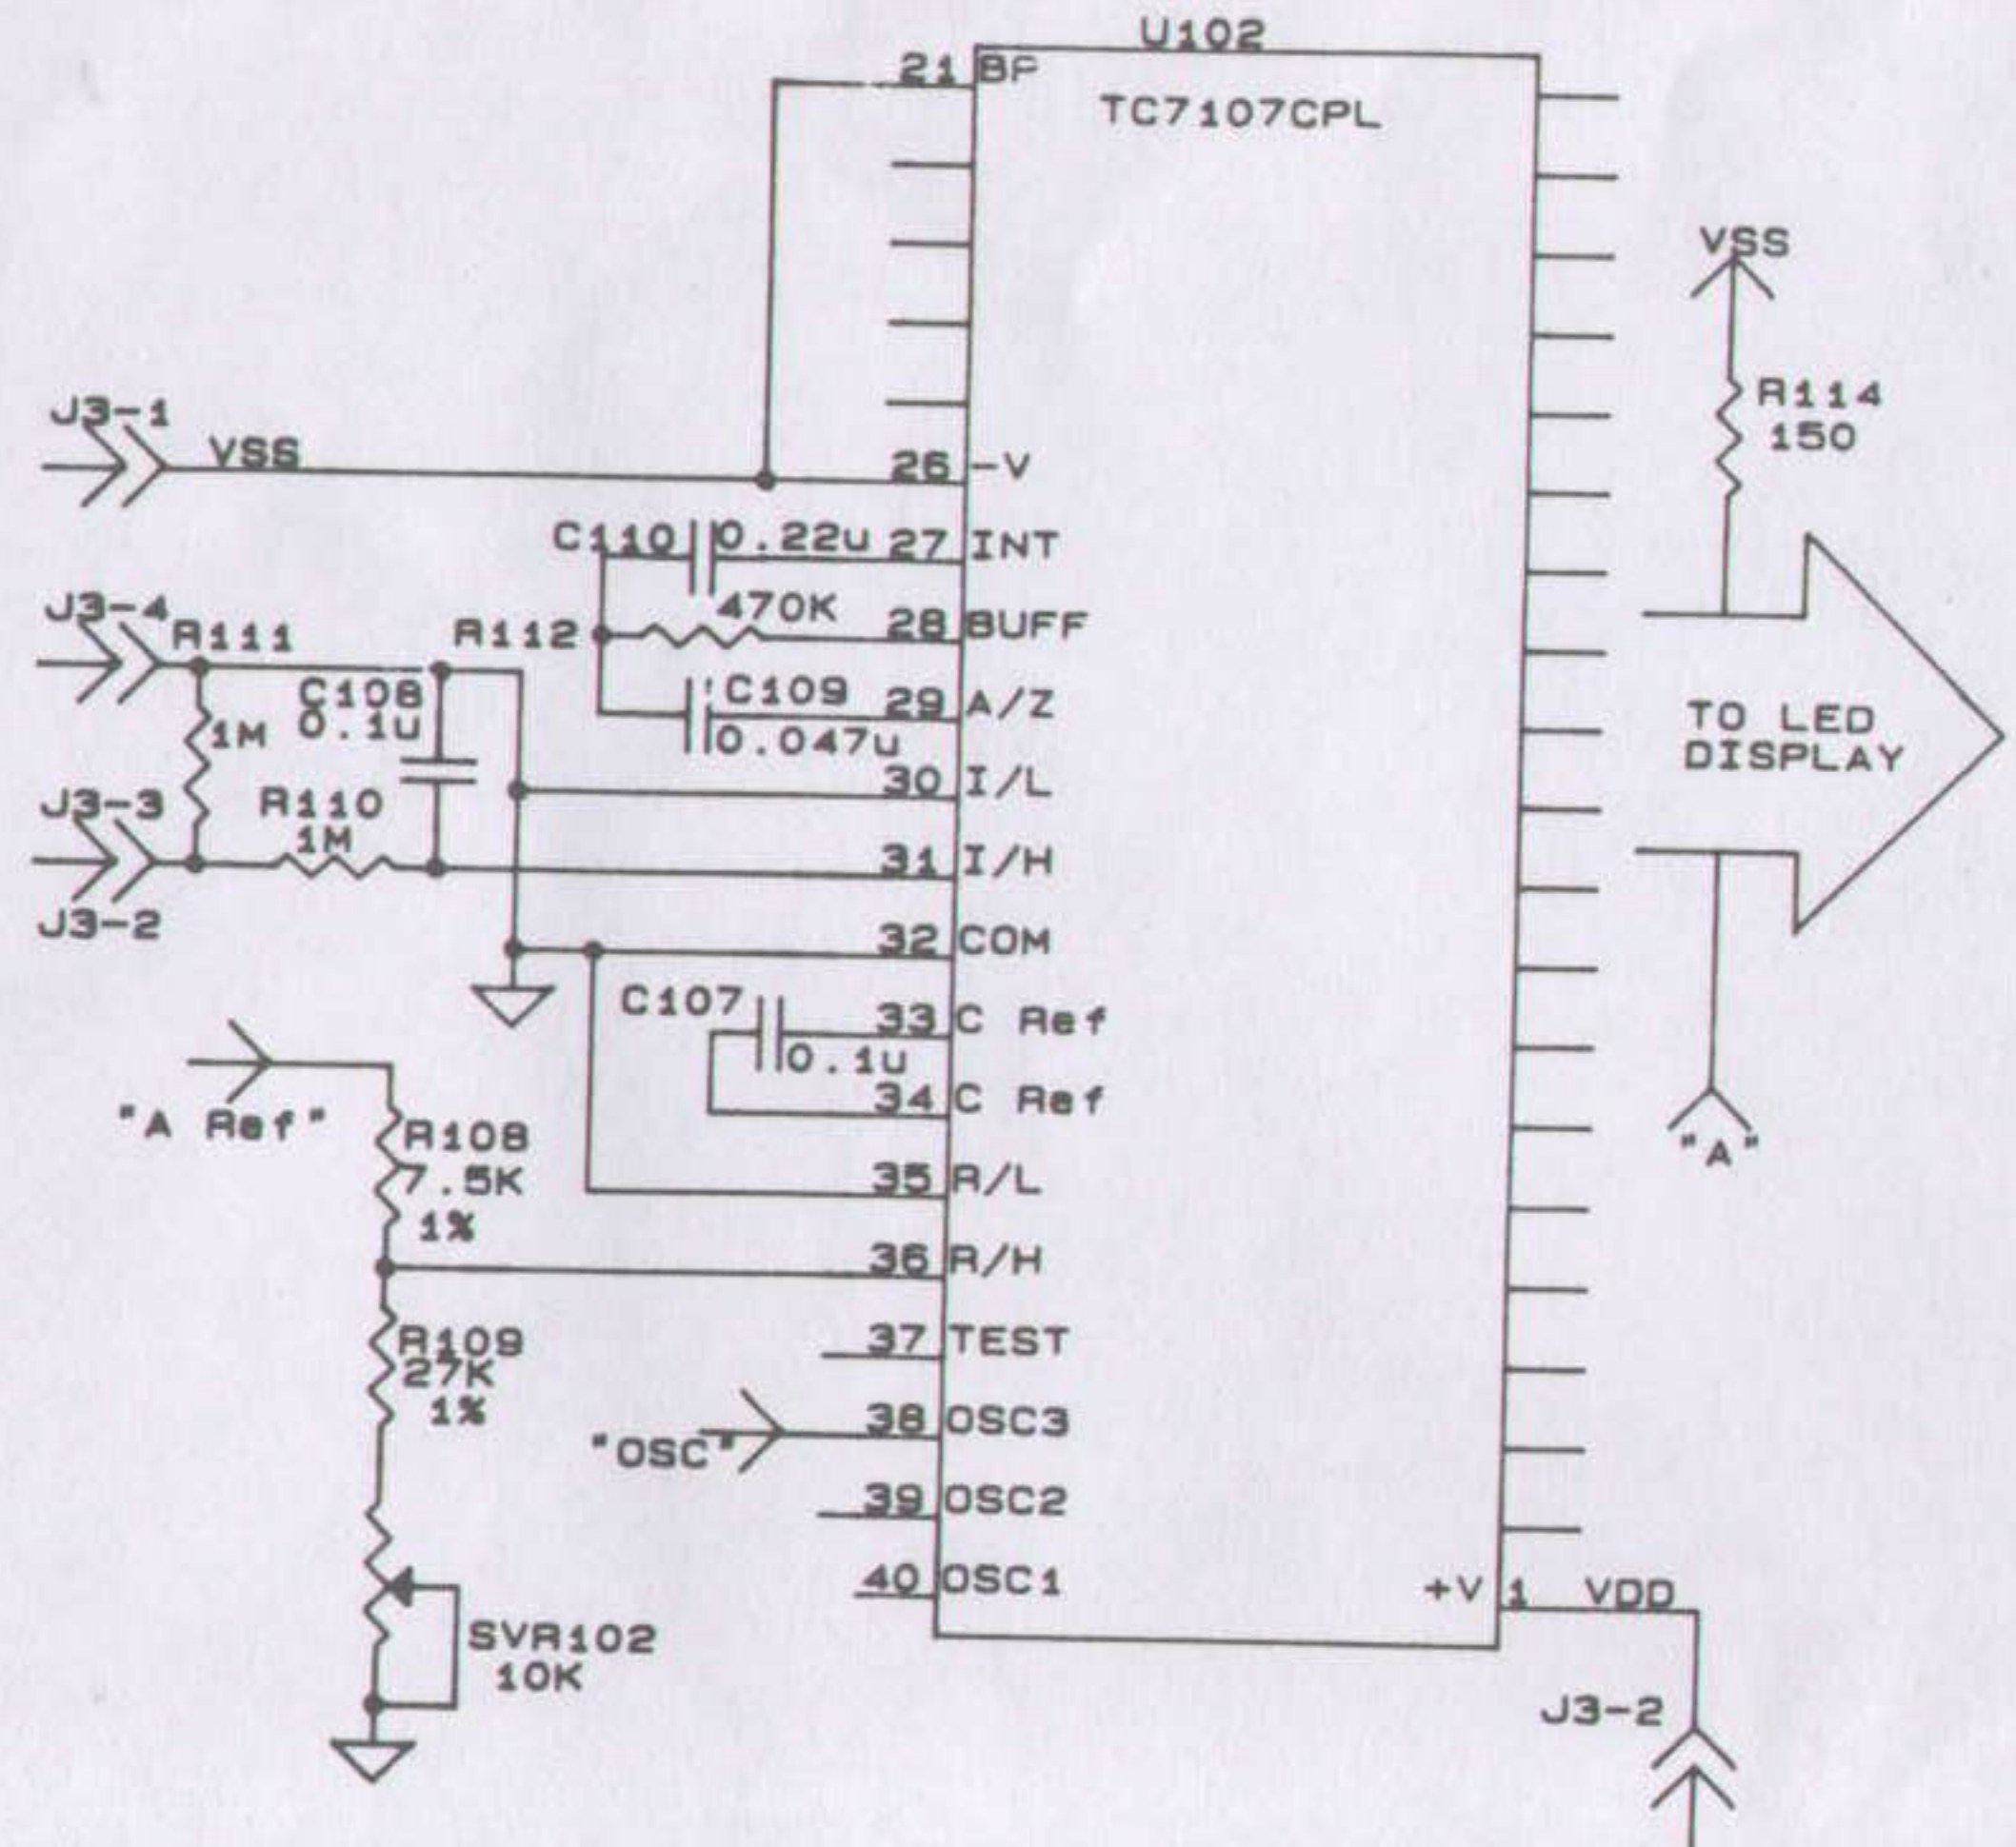 U102
TC7107CPL
21 BP
J3-1
VSS
26 -V
C110 0.22u 27 INT
470K
R112 28 BUFF
C109
0.047u
29 A/Z
J3-4
R111
1M
C108
0.1u
30 I/L
J3-3
R110
1M
31 I/H
J3-2
32 COM
C107
0.1u
33 C Ref
34 C Ref
"A Ref"
R108
7.5K
1%
35 R/L
36 R/H
R109
27K
1%
37 TEST
"OSC"
38 OSC3
39 OSC2
40 OSC1
SVR102
10K
+V 1 VDD
J3-2
VSS
R114
150
TO LED
DISPLAY
"A"